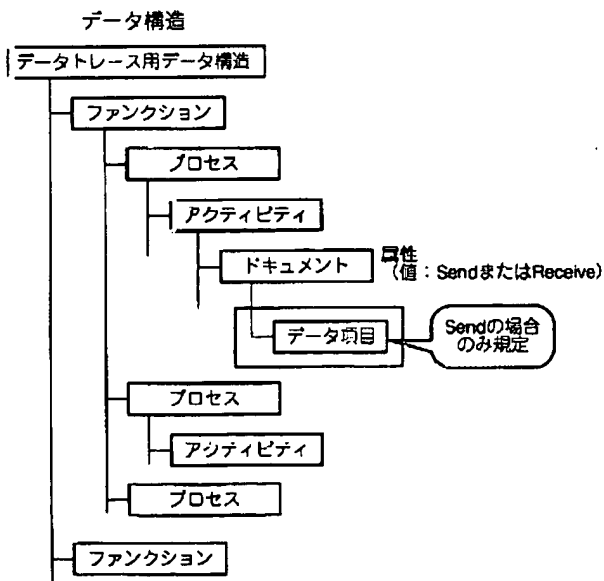 データ構造
データトレース用データ構造
ファンクション
プロセス
アクティビティ
ドキュメント
属性
（値：SendまたはReceive）
データ項目
Sendの場合
のみ規定
プロセス
アクティビティ
プロセス
ファンクション